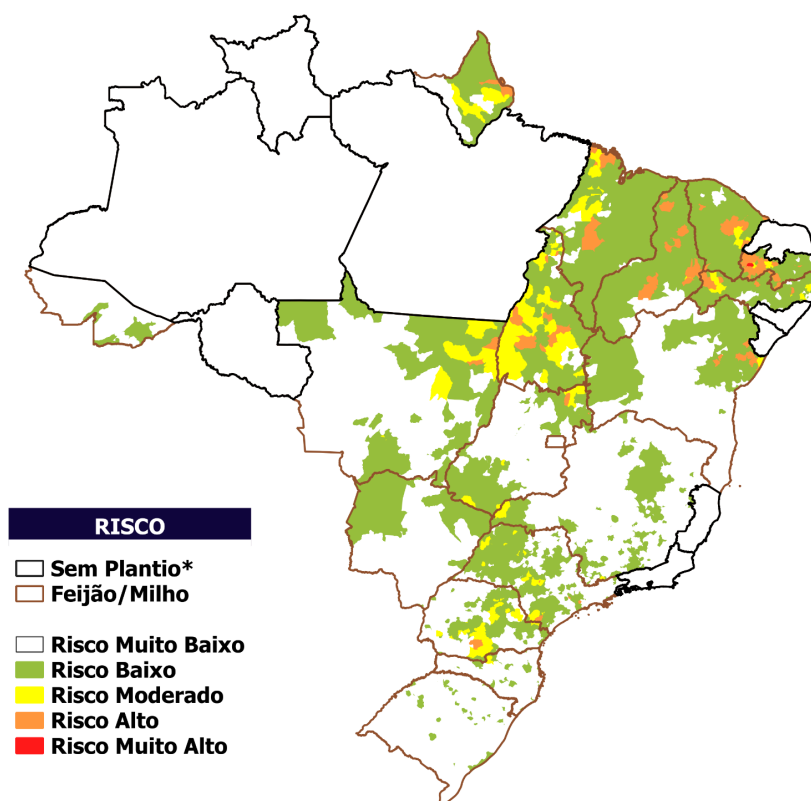 RISCO
Sem Plantio*
Feijão/Milho
Risco Muito Baixo
Risco Baixo
Risco Moderado
Risco Alto
Risco Muito Alto